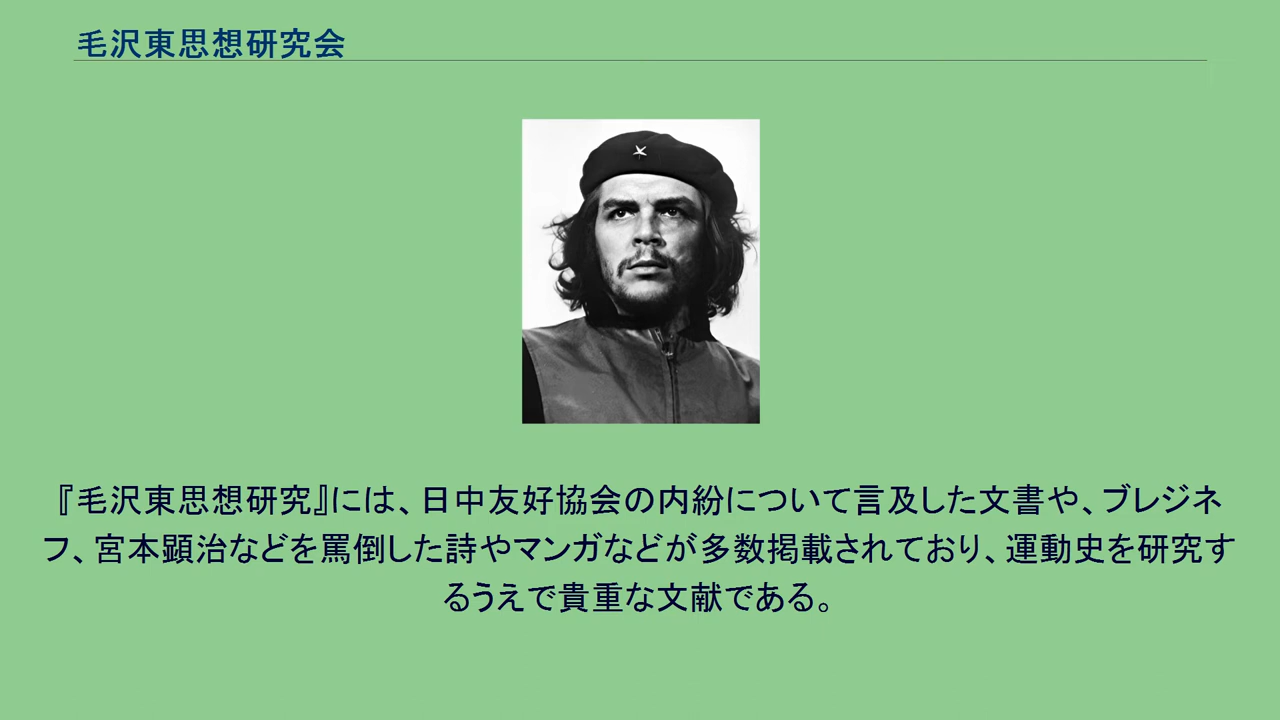 毛沢東思想研究会
『毛沢東思想研究』には、日中友好協会の内紛について言及した文書や、ブレジネ
フ、宮本顕治などを罵倒した詩やマンガなどが多数掲載されており、運動史を研究す
るうえで貴重な文献である。